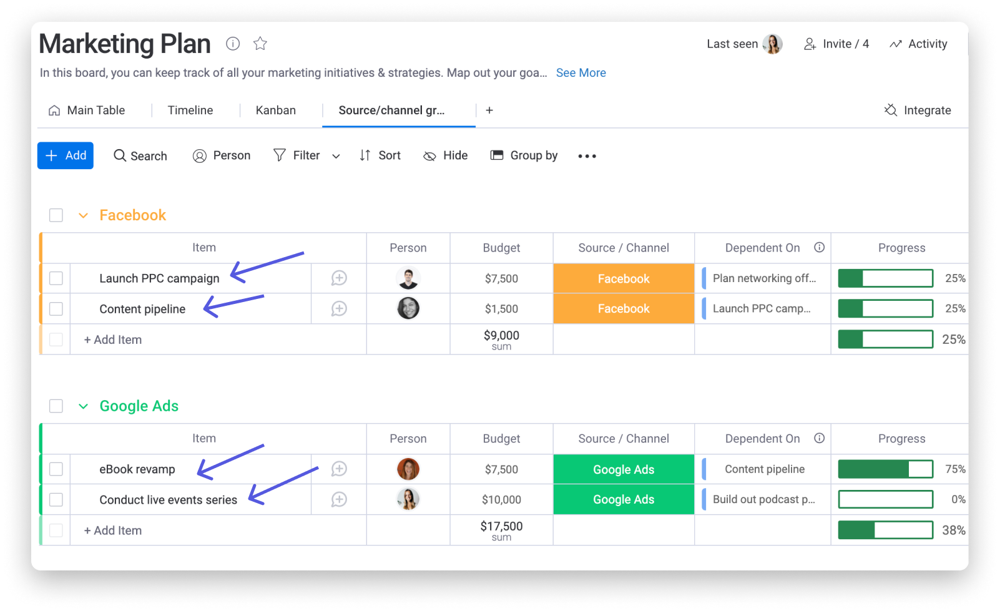 Marketing Plan
Last seen Invite / 4 Activity
In this board, you can keep track of all your marketing initiatives & strategies. Map out your goa... See More
Main Table Timeline Kanban Source/channel gr... + Integrate
+ Add Search Person Filter Sort Hide Group by •••
Facebook
Item Person Budget Source / Channel Dependent On Progress
Launch PPC campaign $7,500 Facebook Plan networking off... 25%
Content pipeline $1,500 Facebook Launch PPC camp... 25%
+ Add Item $9,000 25%
sum
Google Ads
Item Person Budget Source / Channel Dependent On Progress
eBook revamp $7,500 Google Ads Content pipeline 75%
Conduct live events series $10,000 Google Ads Build out podcast p... 0%
+ Add Item $17,500 38%
sum